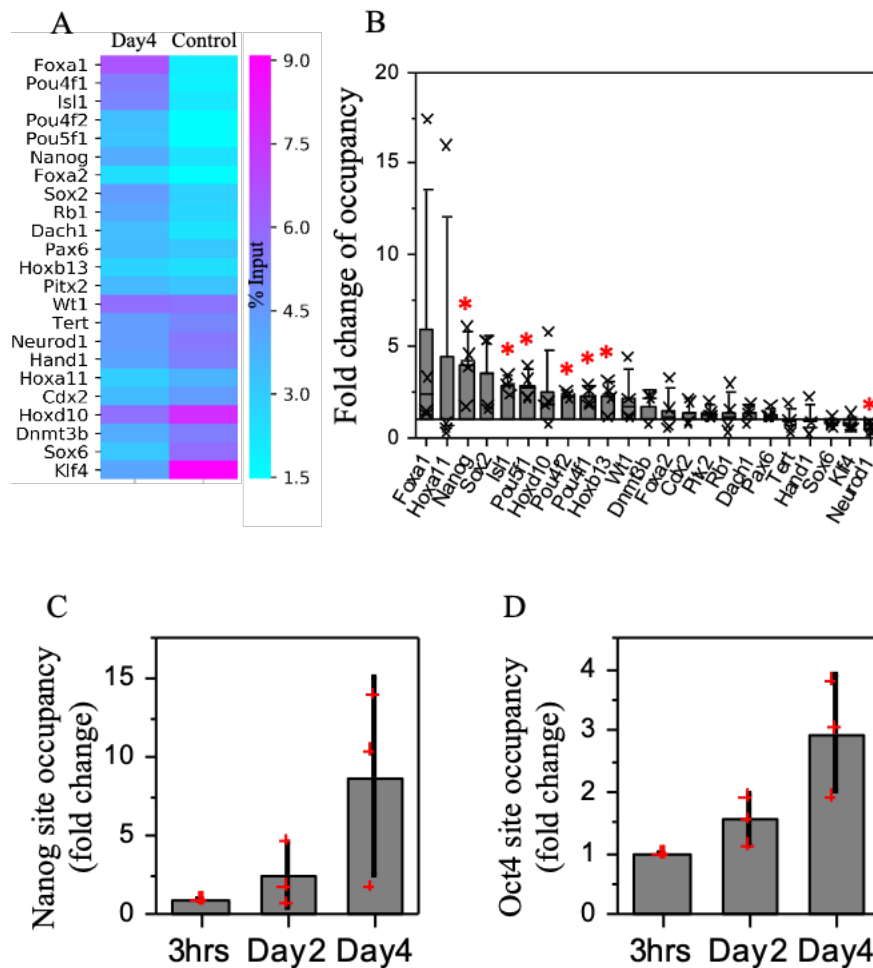 A
Day4 Control
Foxa1
Pou4f1
Isl1
Pou4f2
Pou5f1
Nanog
Foxa2
Sox2
Rb1
Dach1
Pax6
Hoxb13
Pitx2
Wt1
Tert
Neurod1
Hand1
Hoxa11
Cdx2
Hoxd10
Dnmt3b
Sox6
Klf4
9.0
7.5
6.0
4.5
3.0
1.5
% Input
B
Fold change of occupancy
20
15
10
5
0
*
*
*
*
*
*
*
Foxa1
Hoxa11
Nanog
Sox2
Isl1
Pou5f1
Hoxd10
Pou4f2
Pou4f1
Hoxb13
Wt1
Dnm3b
Foxa2
Cdx2
Pitx2
Rb1
Dach1
Pax6
Tert
Hand1
Sox6
Klf4
Neurod1
C
Nanog site occupancy
(fold change)
15
10
5
0
3hrs Day2 Day4
D
Oct4 site occupancy
(fold change)
4
3
2
1
0
3hrs Day2 Day4